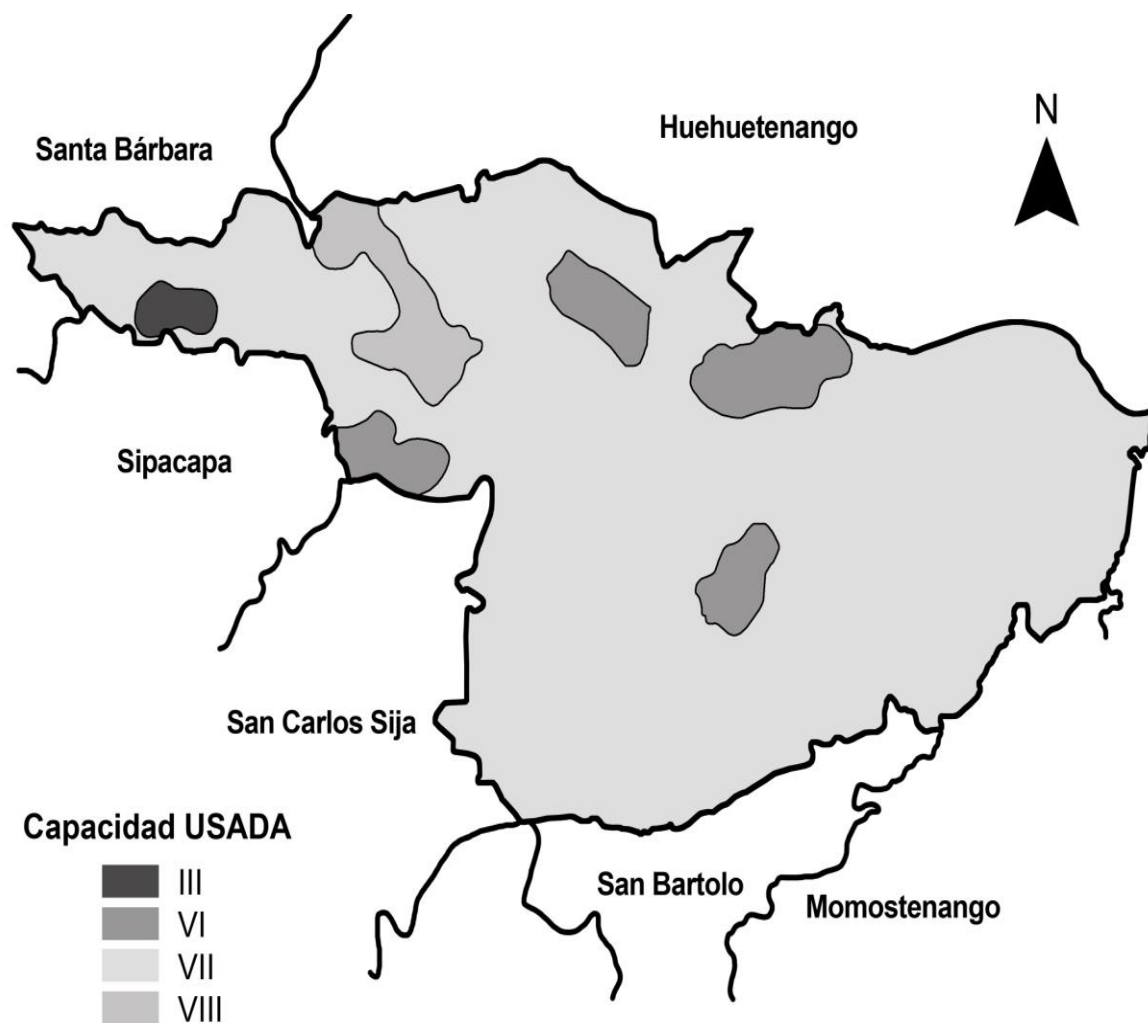 Huehuetenango
N
Santa Bárbara
Sipacapa
San Carlos Sija
San Bartolo
Momostenango
Capacidad USADA
III
VI
VII
VIII